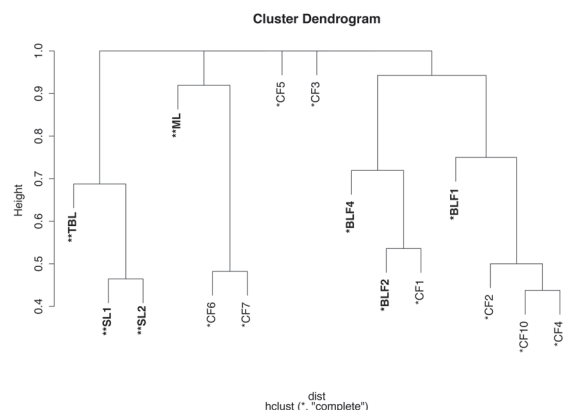 Cluster Dendrogram
Height
1.0
0.9
0.8
0.7
0.6
0.5
0.4
**TBL
**SL1
**SL2
**ML
*CF6
*CF7
*CF5
*CF3
*BLF4
*BLF2
*CF1
*BLF1
*CF2
*CF10
*CF4
dist
hclust (*, "complete")